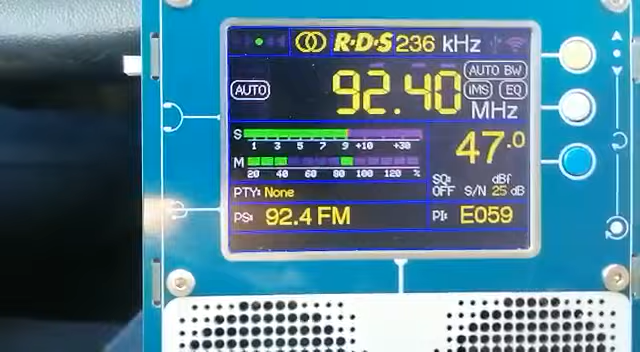 R·D·S 236 kHz
AUTO 92.40 AUTO BW
iMS EQ
MHz
S
1 3 5 7 9 +10 +30
47.0
M
20 40 60 80 100 120 %
dBf
SQ: OFF S/N 25 dB
PTY: None
PS: 92.4 FM PI: E059